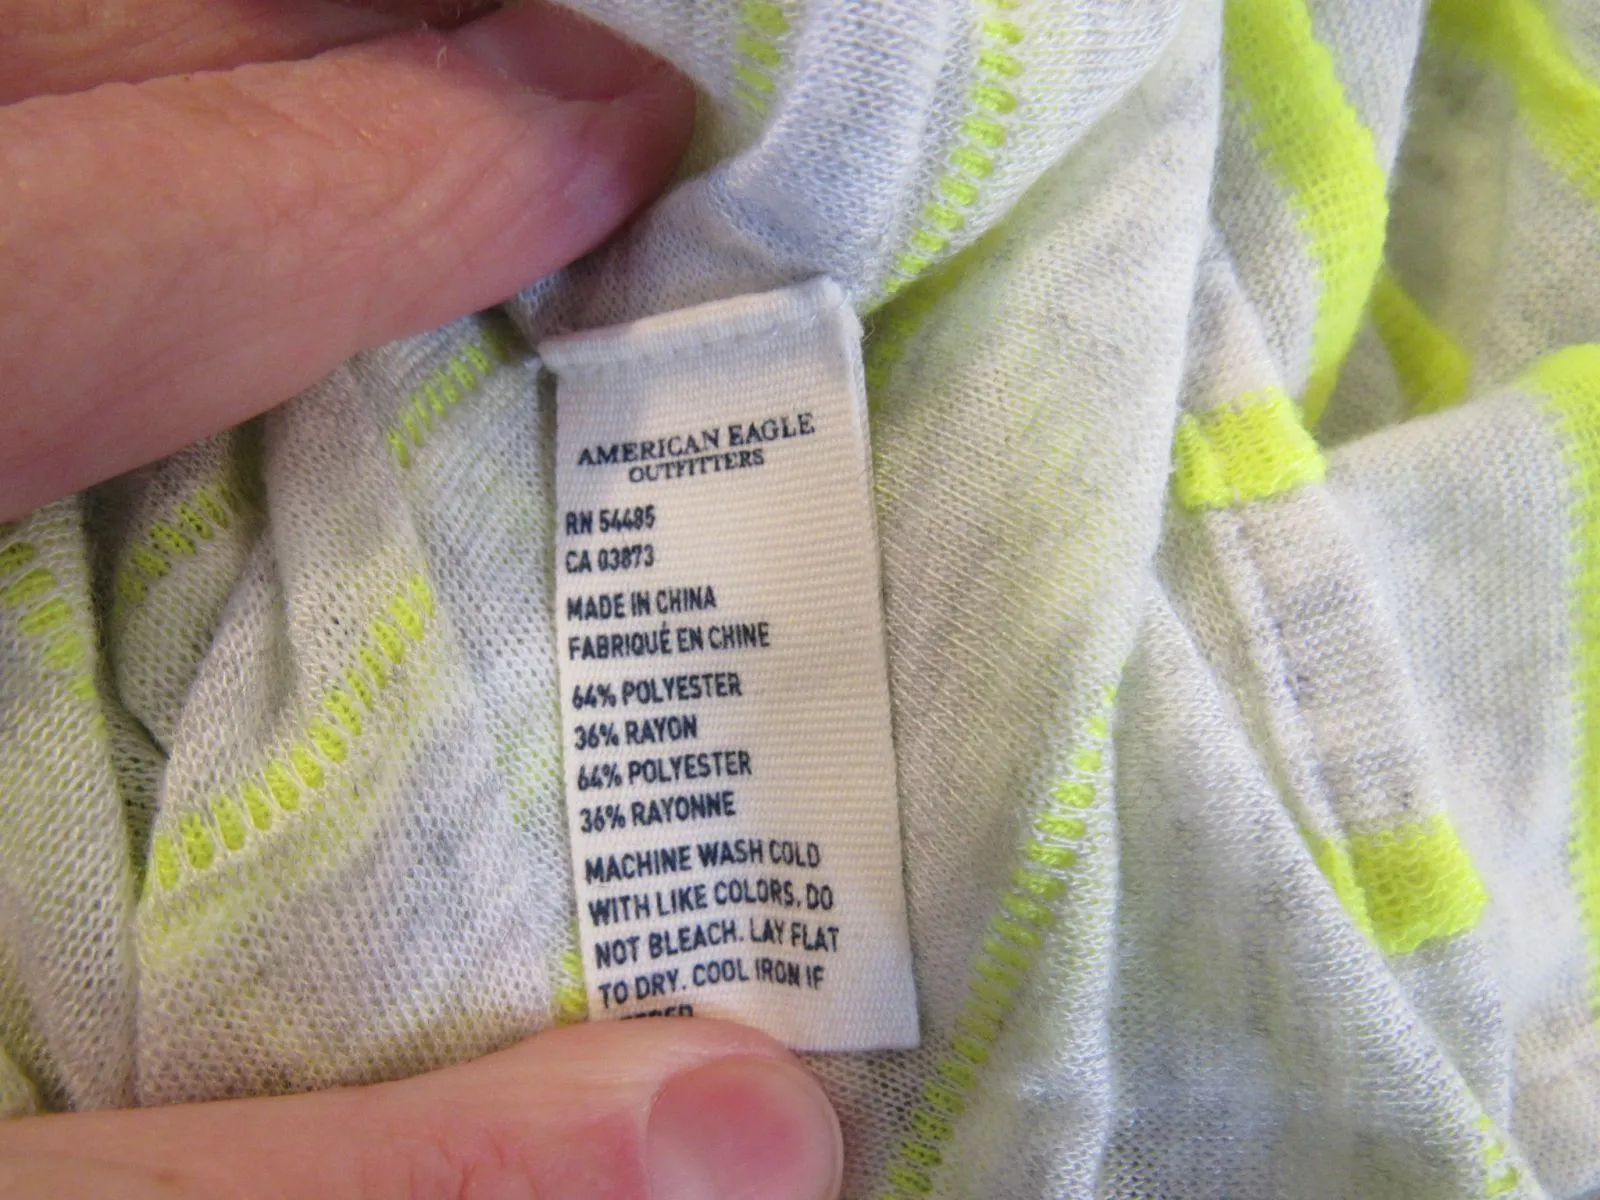 AMERICAN EAGLE
OUTFITTERS
RN 54485
CA 03873
MADE IN CHINA
FABRIQUÉ EN CHINE
64% POLYESTER
36% RAYON
64% POLYESTER
36% RAYONNE
MACHINE WASH COLD
WITH LIKE COLORS. DO
NOT BLEACH. LAY FLAT
TO DRY. COOL IRON IF